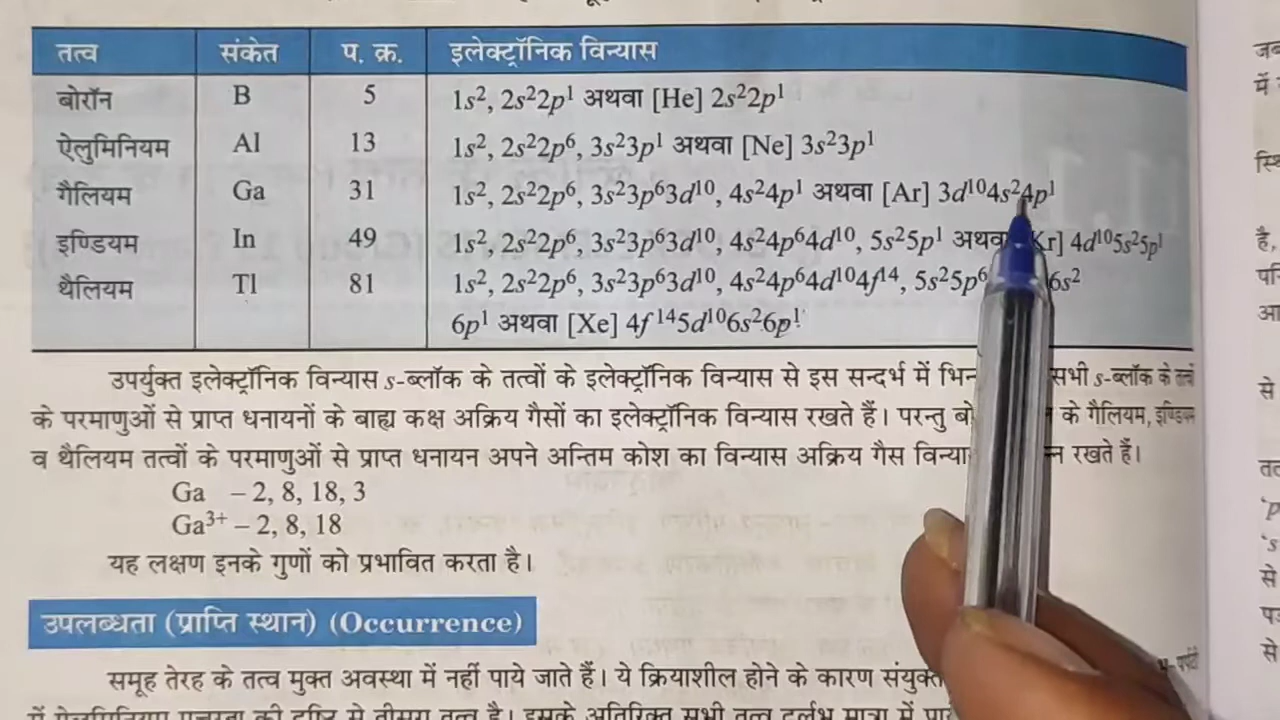 तत्व संकेत प. क्र. इलेक्ट्रॉनिक विन्यास
बोरॉन B 5 1s², 2s²2p¹ अथवा [He] 2s²2p¹
ऐलुमिनियम Al 13 1s², 2s²2p⁶, 3s²3p¹ अथवा [Ne] 3s²3p¹
गैलियम Ga 31 1s², 2s²2p⁶, 3s²3p⁶3d¹⁰, 4s²4p¹ अथवा [Ar] 3d¹⁰4s²4p¹
इण्डियम In 49 1s², 2s²2p⁶, 3s²3p⁶3d¹⁰, 4s²4p⁶4d¹⁰, 5s²5p¹ अथवा Kr] 4d¹⁰5s²5p¹
थैलियम Tl 81 1s², 2s²2p⁶, 3s²3p⁶3d¹⁰, 4s²4p⁶4d¹⁰4f¹⁴, 5s²5p⁶ 6s²
6p¹ अथवा [Xe] 4f¹⁴5d¹⁰6s²6p¹
उपर्युक्त इलेक्ट्रॉनिक विन्यास s-ब्लॉक के तत्वों के इलेक्ट्रॉनिक विन्यास से इस सन्दर्भ में सभी s-ब्लॉक के तत्वों
के परमाणुओं से प्राप्त धनायनों के बाह्य कक्ष अक्रिय गैसों का इलेक्ट्रॉनिक विन्यास रखते हैं। परन्तु के गैलियम, इण्डियम
व थैलियम तत्वों के परमाणुओं से प्राप्त धनायन अपने अन्तिम कोश का विन्यास अक्रिय गैस रखते हैं।
Ga – 2, 8, 18, 3
Ga³⁺ – 2, 8, 18
यह लक्षण इनके गुणों को प्रभावित करता है।
उपलब्धता (प्राप्ति स्थान) (Occurrence)
समूह तेरह के तत्व मुक्त अवस्था में नहीं पाये जाते हैं। ये क्रियाशील होने के कारण संयुक्त